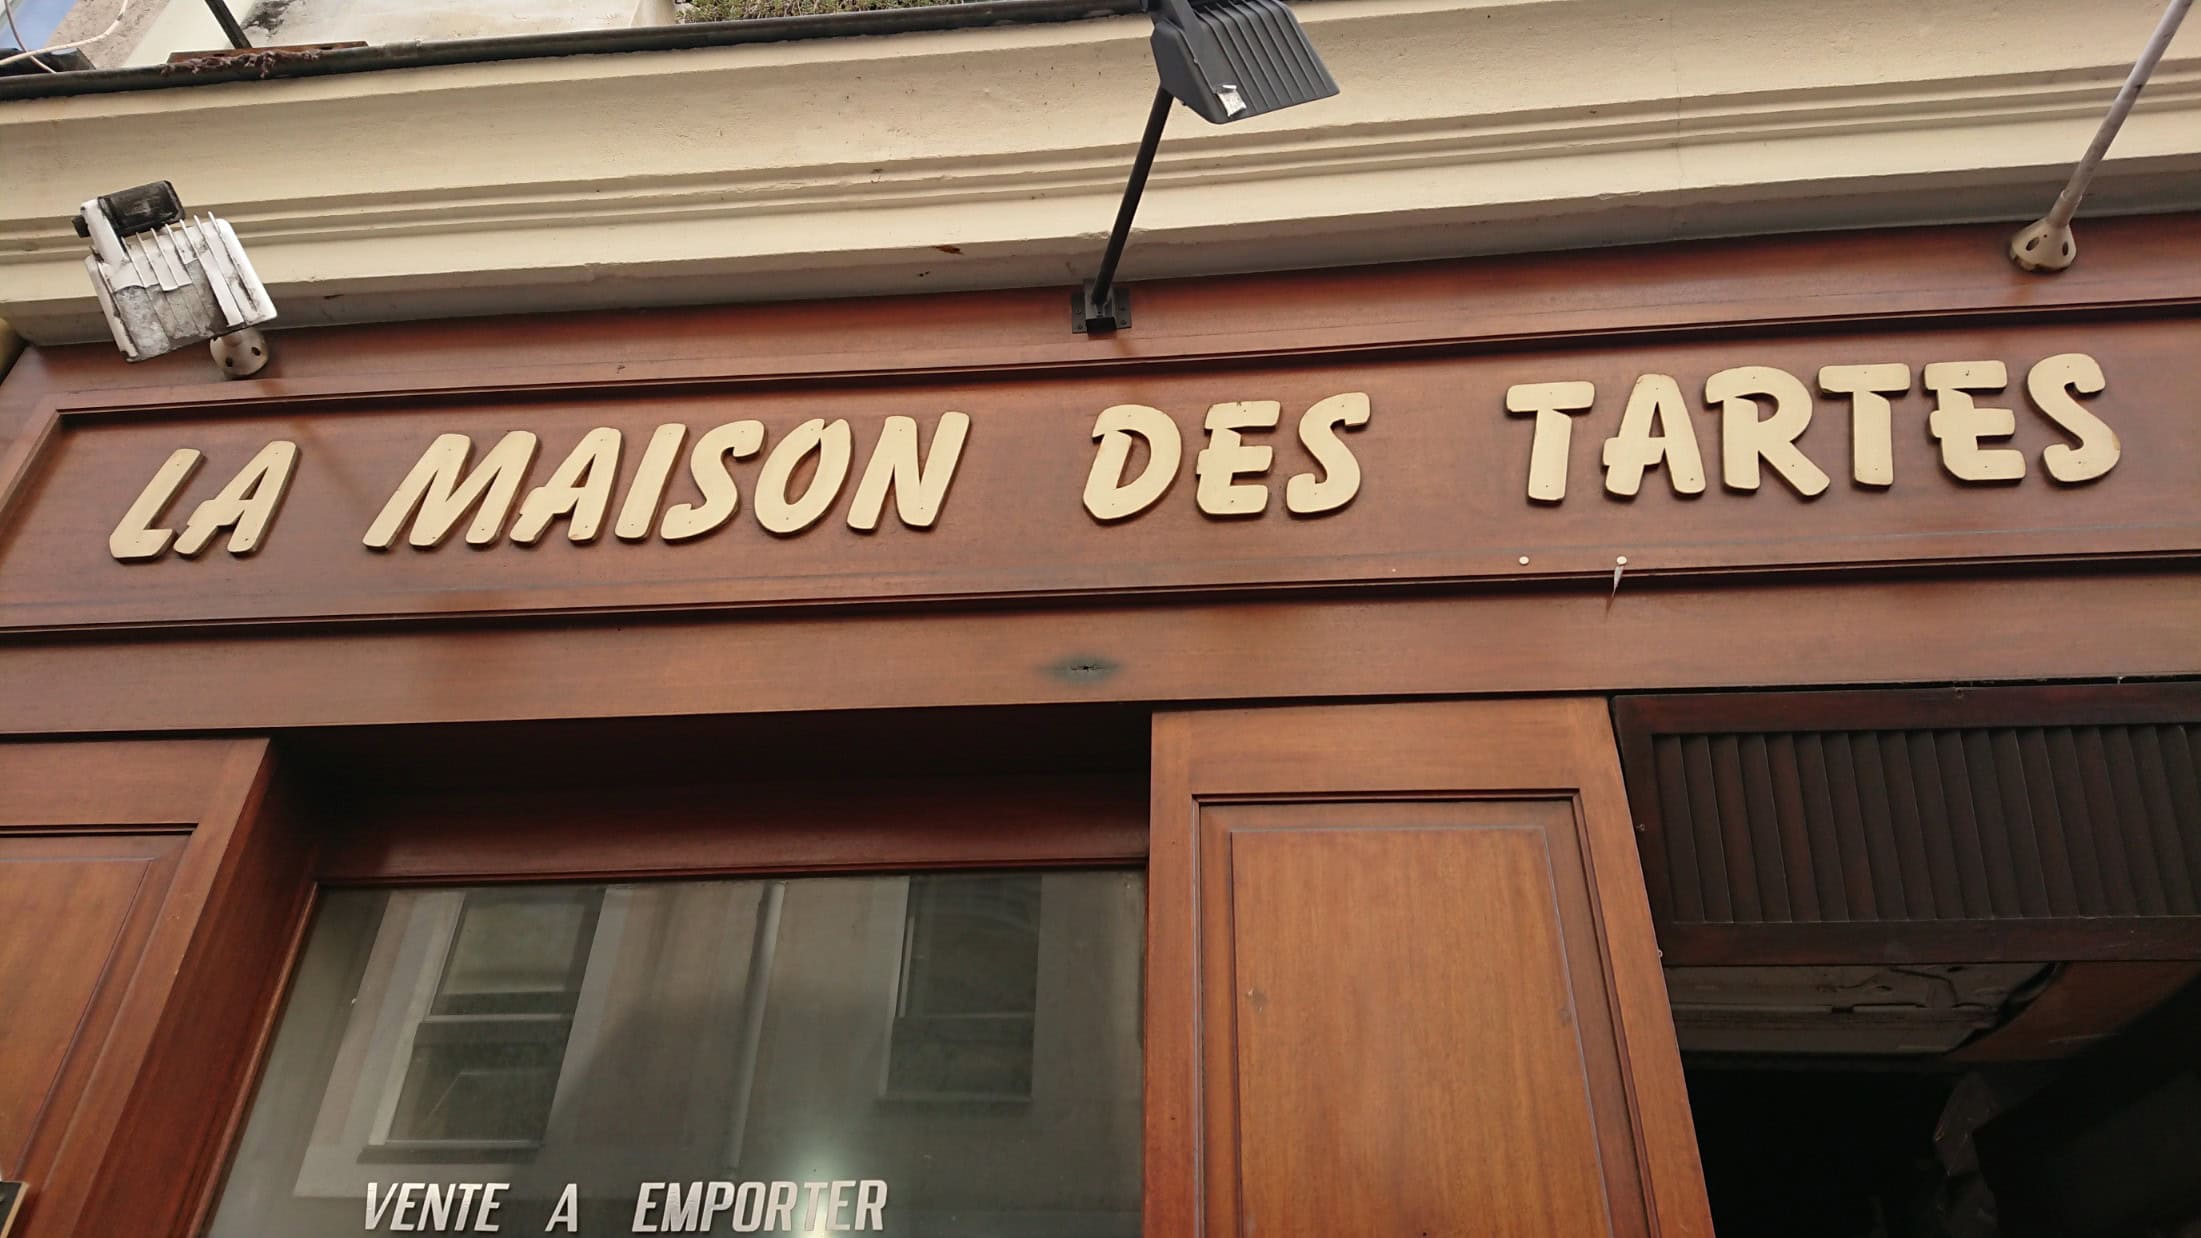 LA MAISON DES TARTES
VENTE A EMPORTER